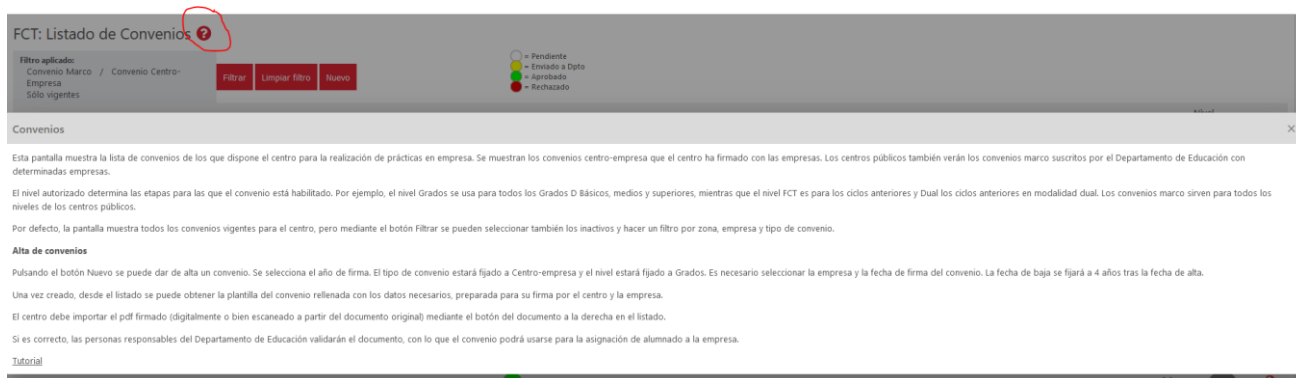 FCT: Listado de Convenios ?
Filtro aplicado:
Convenio Marco / Convenio Centro-
Empresa
Sólo vigentes
Filtrar Limpiar filtro Nuevo
= Pendiente
= Enviado a Dpto
= Aprobado
= Rechazado
Convenios ×
Esta pantalla muestra la lista de convenios de los que dispone el centro para la realización de prácticas en empresa. Se muestran los convenios centro-empresa que el centro ha firmado con las empresas. Los centros públicos también verán los convenios marco suscritos por el Departamento de Educación con
determinadas empresas.
El nivel autorizado determina las etapas para las que el convenio está habilitado. Por ejemplo, el nivel Grados se usa para todos los Grados D Básicos, medios y superiores, mientras que el nivel FCT es para los ciclos anteriores y Dual los ciclos anteriores en modalidad dual. Los convenios marco sirven para todos los
niveles de los centros públicos.
Por defecto, la pantalla muestra todos los convenios vigentes para el centro, pero mediante el botón Filtrar se pueden seleccionar también los inactivos y hacer un filtro por zona, empresa y tipo de convenio.
Alta de convenios
Pulsando el botón Nuevo se puede dar de alta un convenio. Se selecciona el año de firma. El tipo de convenio estará fijado a Centro-empresa y el nivel estará fijado a Grados. Es necesario seleccionar la empresa y la fecha de firma del convenio. La fecha de baja se fijará a 4 años tras la fecha de alta.
Una vez creado, desde el listado se puede obtener la plantilla del convenio rellenada con los datos necesarios, preparada para su firma por el centro y la empresa.
El centro debe importar el pdf firmado (digitalmente o bien escaneado a partir del documento original) mediante el botón del documento a la derecha en el listado.
Si es correcto, las personas responsables del Departamento de Educación validarán el documento, con lo que el convenio podrá usarse para la asignación de alumnado a la empresa.
Tutorial